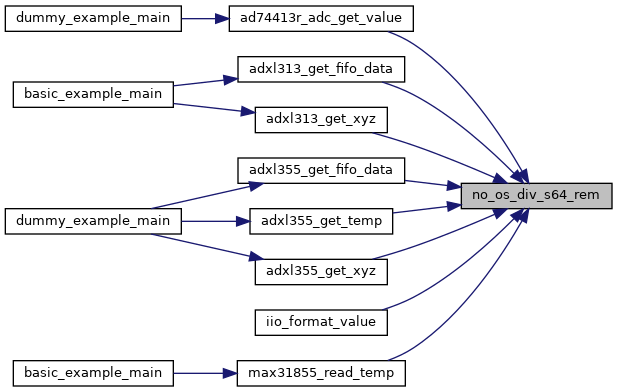 dummy_example_main
ad74413r_adc_get_value
adxl313_get_fifo_data
basic_example_main
adxl313_get_xyz
adxl355_get_fifo_data
no_os_div_s64_rem
dummy_example_main
adxl355_get_temp
adxl355_get_xyz
iio_format_value
basic_example_main
max31855_read_temp